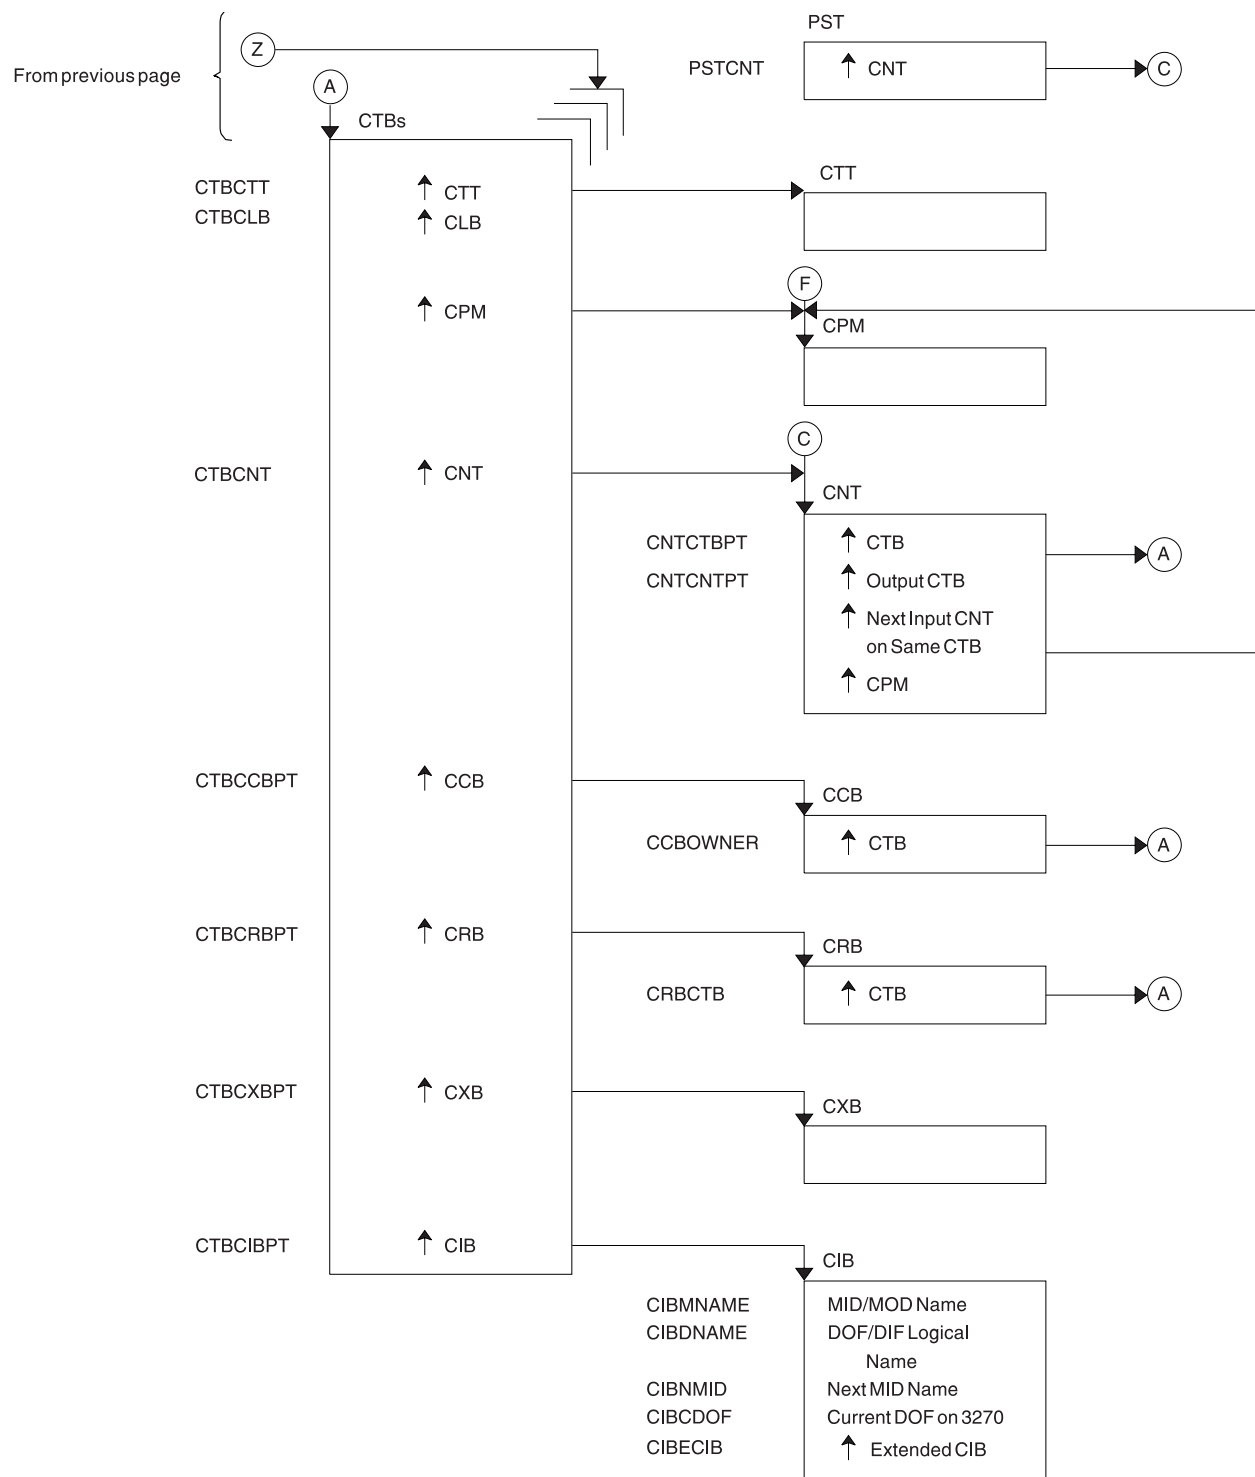 PST
Z
From previous page
PSTCNT
CNT
C
A
CTBs
CTBCTT
CTT
CTT
CTBCLB
CLB
F
CPM
CPM
C
CTBCNT
CNT
CNT
CNTCTBPT
CTB
A
CNTCNTPT
Output CTB
Next Input CNT
on Same CTB
CPM
CTBCCBPT
CCB
CCB
CCBOWNER
CTB
A
CTBCRBPT
CRB
CRB
CRBCTB
CTB
A
CTBCXBPT
CXB
CXB
CTBCIBPT
CIB
CIB
CIBMNAME
MID/MOD Name
CIBDNAME
DOF/DIF Logical
Name
CIBNMID
Next MID Name
CIBCDOF
Current DOF on 3270
CIBECIB
Extended CIB